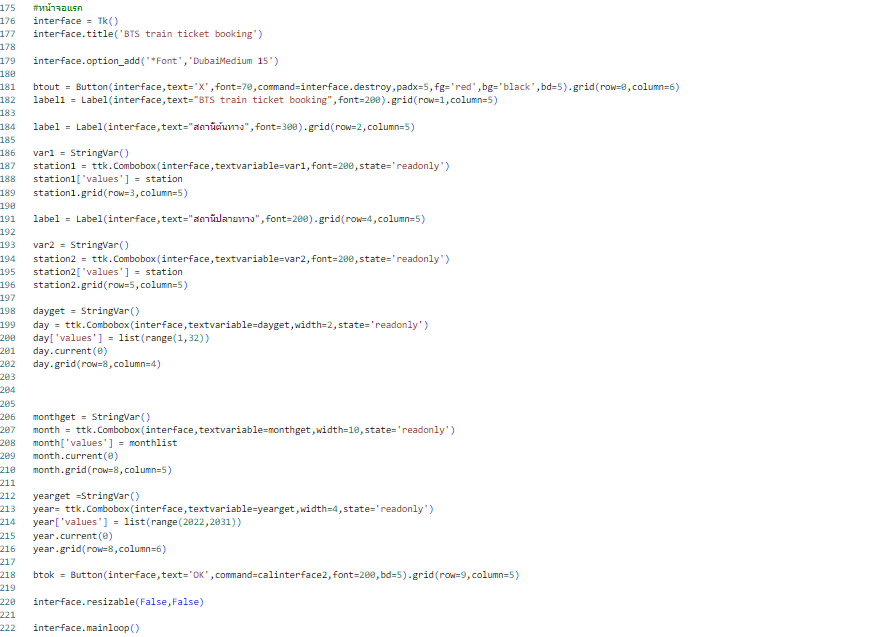 175 #หน้าจอแรก
176 interface = Tk()
177 interface.title('BTS train ticket booking')
178
179 interface.option_add('*Font','DubaiMedium 15')
180
181 btout = Button(interface,text='X',font=70,command=interface.destroy,padx=5,fg='red',bg='black',bd=5).grid(row=0,column=6)
182 label1 = Label(interface,text="BTS train ticket booking",font=200).grid(row=1,column=5)
183
184 label = Label(interface,text="สถานีต้นทาง",font=300).grid(row=2,column=5)
185
186 var1 = StringVar()
187 station1 = ttk.Combobox(interface,textvariable=var1,font=200,state='readonly')
188 station1['values'] = station
189 station1.grid(row=3,column=5)
190
191 label = Label(interface,text="สถานีปลายทาง",font=200).grid(row=4,column=5)
192
193 var2 = StringVar()
194 station2 = ttk.Combobox(interface,textvariable=var2,font=200,state='readonly')
195 station2['values'] = station
196 station2.grid(row=5,column=5)
197
198 dayget = StringVar()
199 day = ttk.Combobox(interface,textvariable=dayget,width=2,state='readonly')
200 day['values'] = list(range(1,32))
201 day.current(0)
202 day.grid(row=8,column=4)
203
204
205
206 monthget = StringVar()
207 month = ttk.Combobox(interface,textvariable=monthget,width=10,state='readonly')
208 month['values'] = monthlist
209 month.current(0)
210 month.grid(row=8,column=5)
211
212 yearget =StringVar()
213 year= ttk.Combobox(interface,textvariable=yearget,width=4,state='readonly')
214 year['values'] = list(range(2022,2031))
215 year.current(0)
216 year.grid(row=8,column=6)
217
218 btok = Button(interface,text='OK',command=calinterface2,font=200,bd=5).grid(row=9,column=5)
219
220 interface.resizable(False,False)
221
222 interface.mainloop()